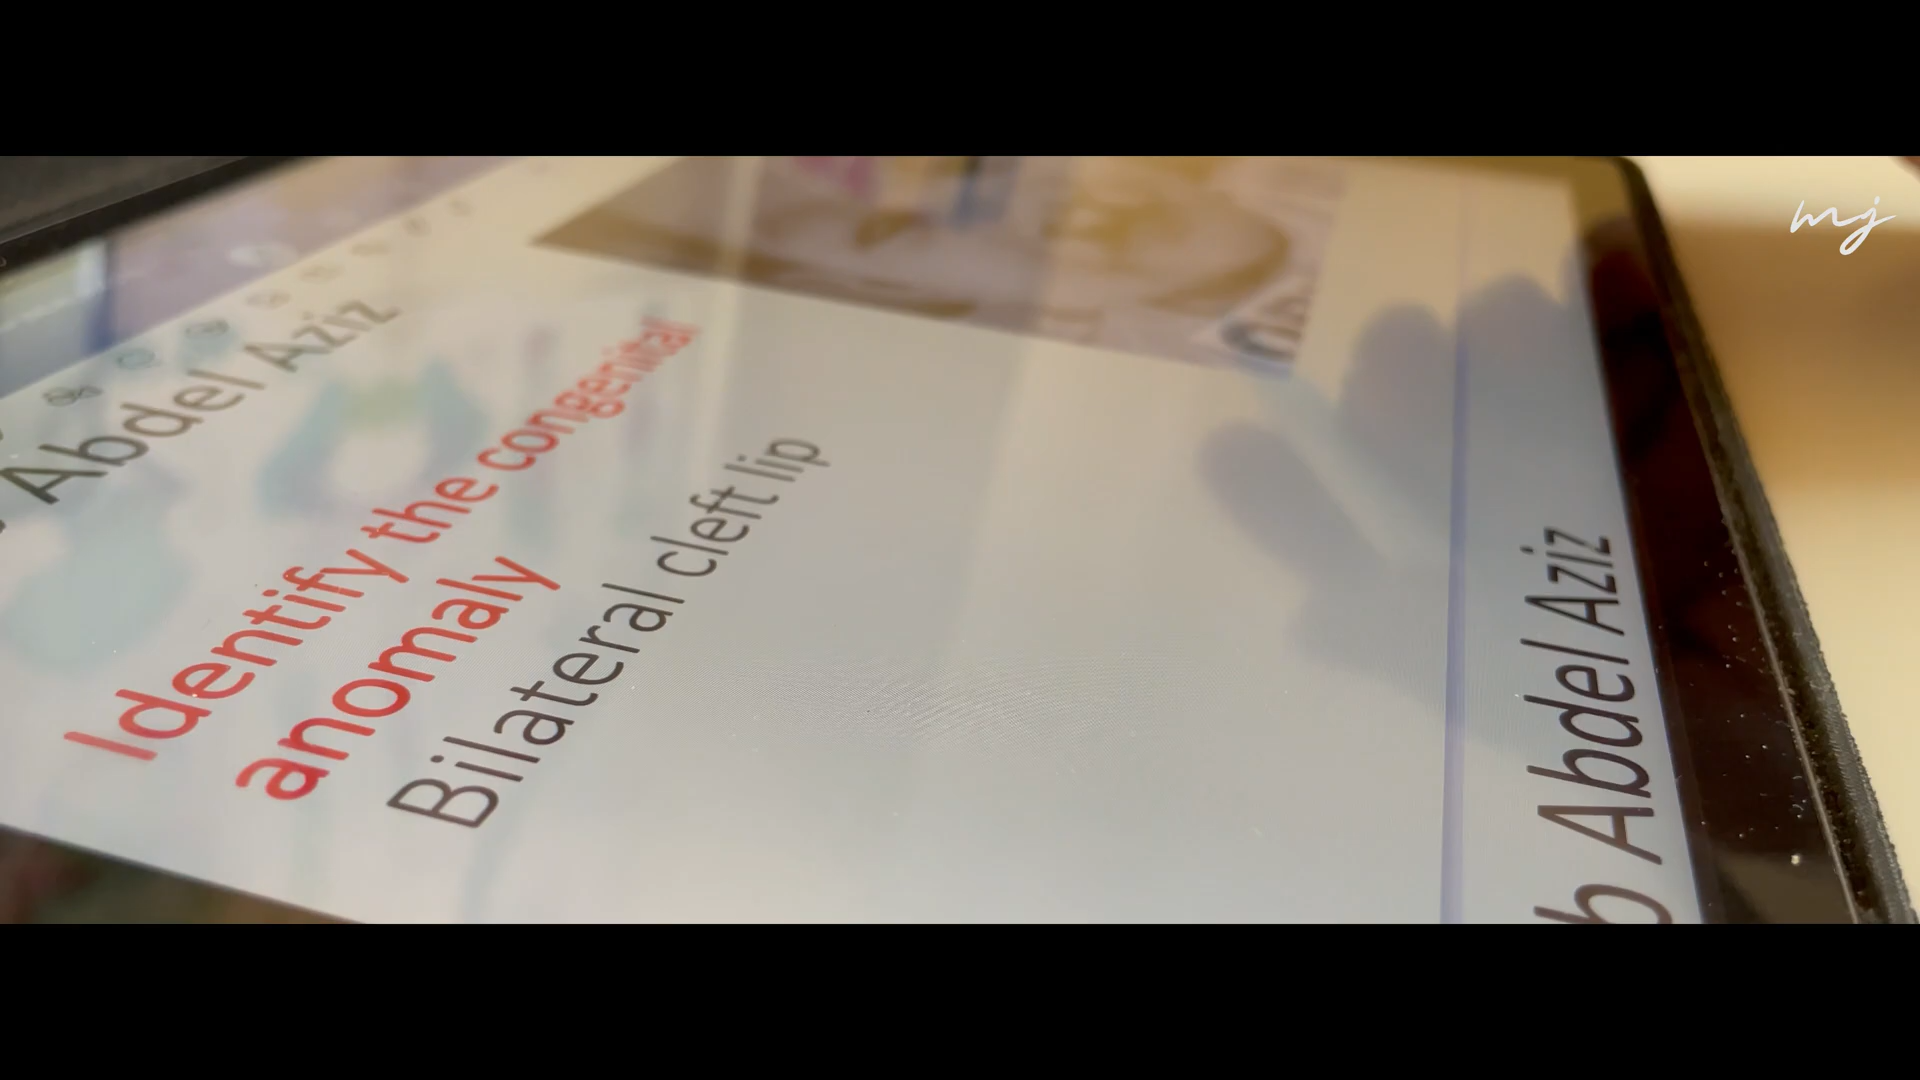 Abdel Aziz
Identify the congenital
anomaly
Bilateral cleft lip
b Abdel Aziz
mj